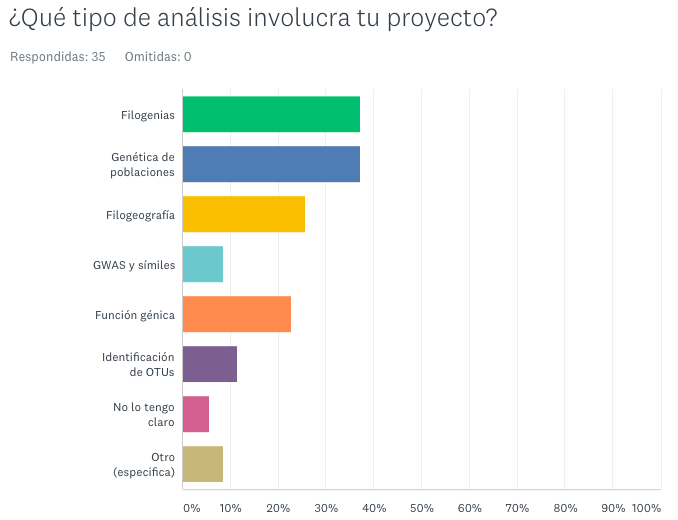 ¿Qué tipo de análisis involucra tu proyecto?
Respondidas: 35 Omitidas: 0
Filogenias
Genética de
poblaciones
Filogeografía
GWAS y símiles
Función génica
Identificación
de OTUs
No lo tengo
claro
Otro
(especifica)
0% 10% 20% 30% 40% 50% 60% 70% 80% 90% 100%